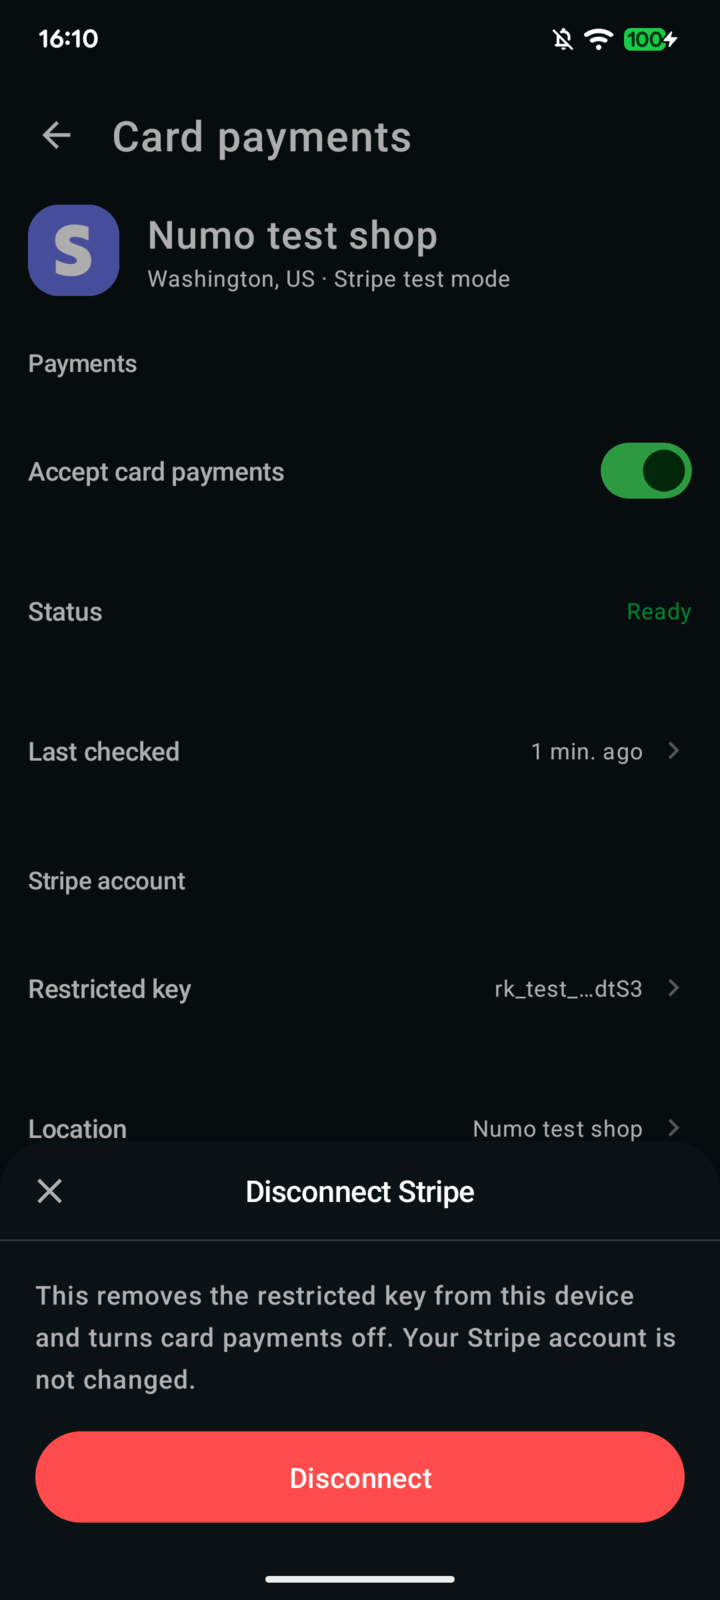 16:10
100
Card payments
S
Numo test shop
Washington, US · Stripe test mode
Payments
Accept card payments
Status
Ready
Last checked
1 min. ago
Stripe account
Restricted key
rk_test_…dtS3
Location
Numo test shop
Disconnect Stripe
This removes the restricted key from this device
and turns card payments off. Your Stripe account is
not changed.
Disconnect